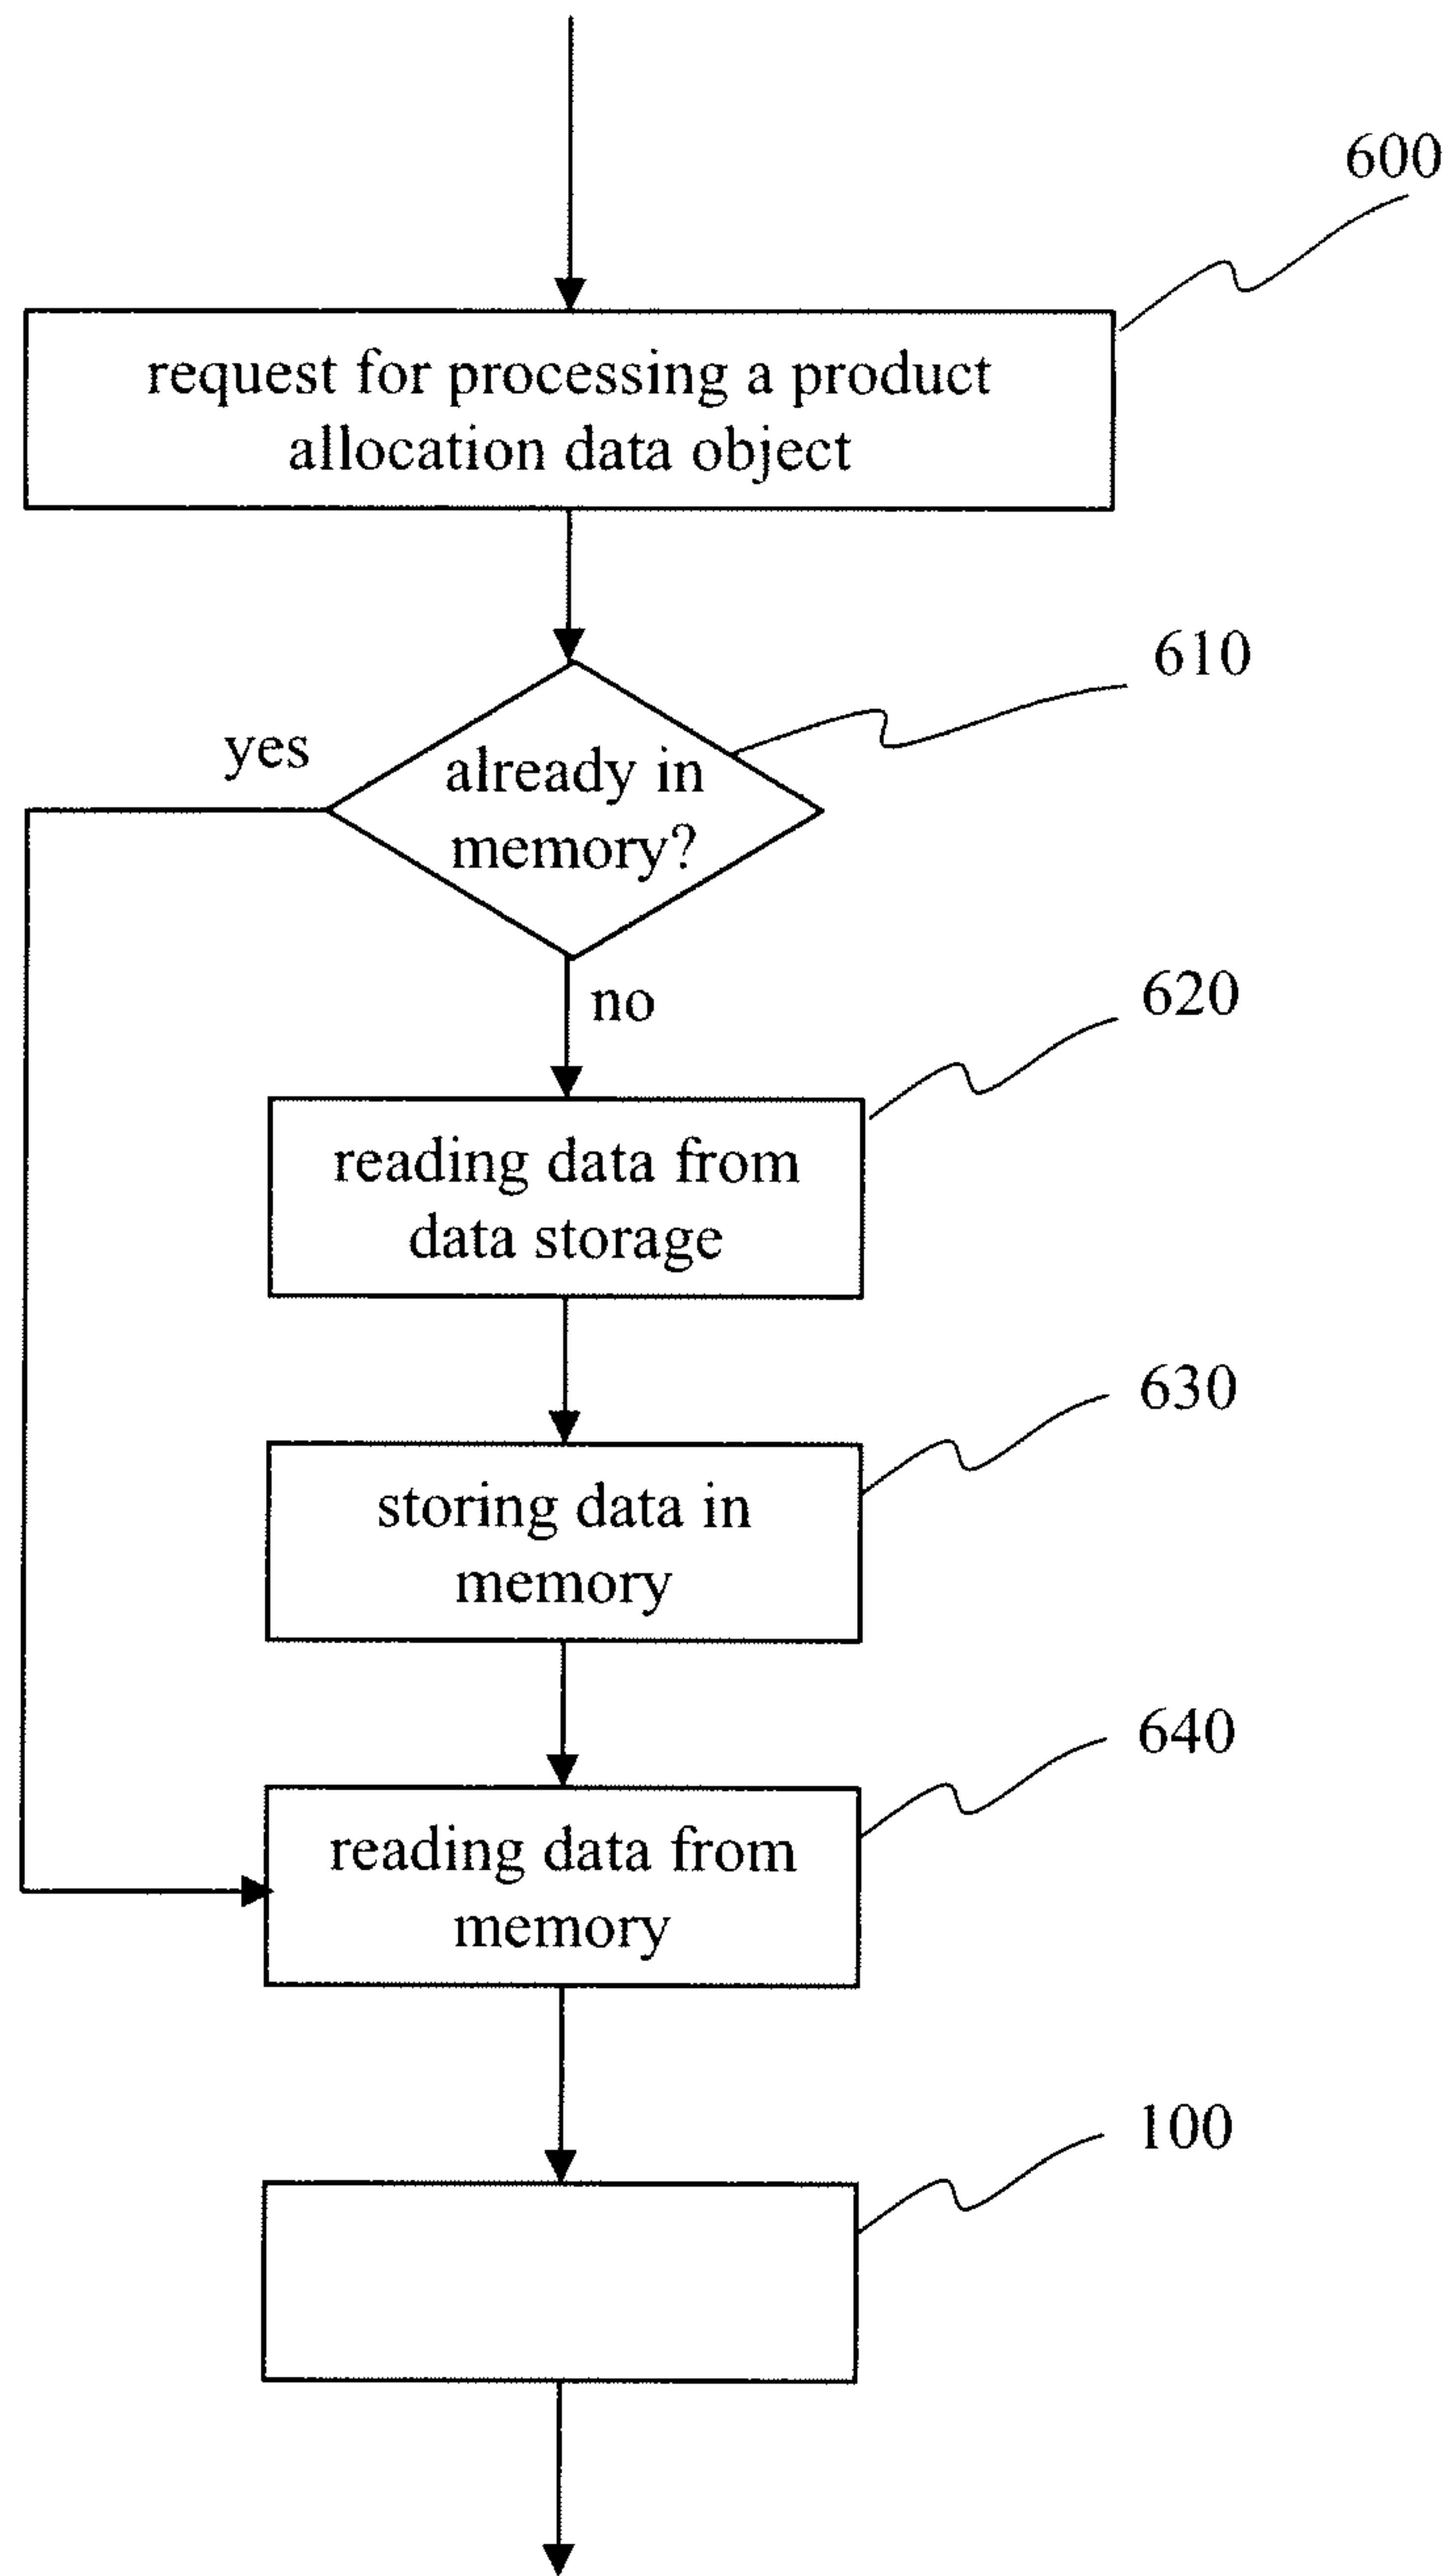 600
request for processing a product
allocation data object
610
yes
already in
memory?
no
620
reading data from
data storage
630
storing data in
memory
640
reading data from
memory
100